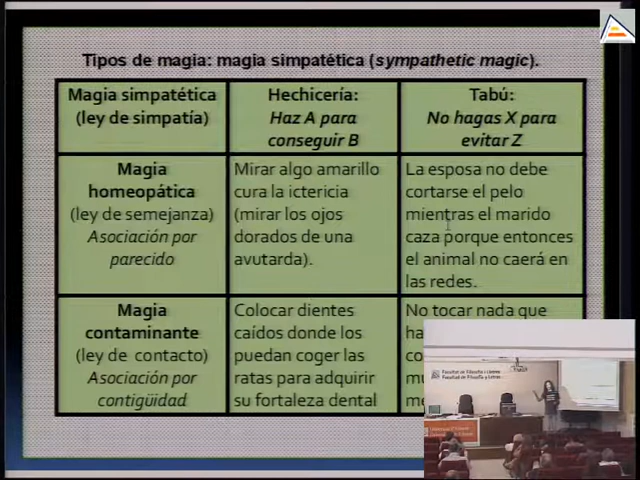 Tipos de magia: magia simpatética (sympathetic magic).
Magia simpatética
(ley de simpatía)
Hechicería:
Haz A para
conseguir B
Tabú:
No hagas X para
evitar Z
Magia
homeopática
(ley de semejanza)
Asociación por
parecido
Mirar algo amarillo
cura la ictericia
(mirar los ojos
dorados de una
avutarda).
La esposa no debe
cortarse el pelo
mientras el marido
caza porque entonces
el animal no caerá en
las redes.
Magia
contaminante
(ley de contacto)
Asociación por
contigüidad
Colocar dientes
caídos donde los
puedan coger las
ratas para adquirir
su fortaleza dental
No tocar nada que
Facultad de Filosofía y Letras